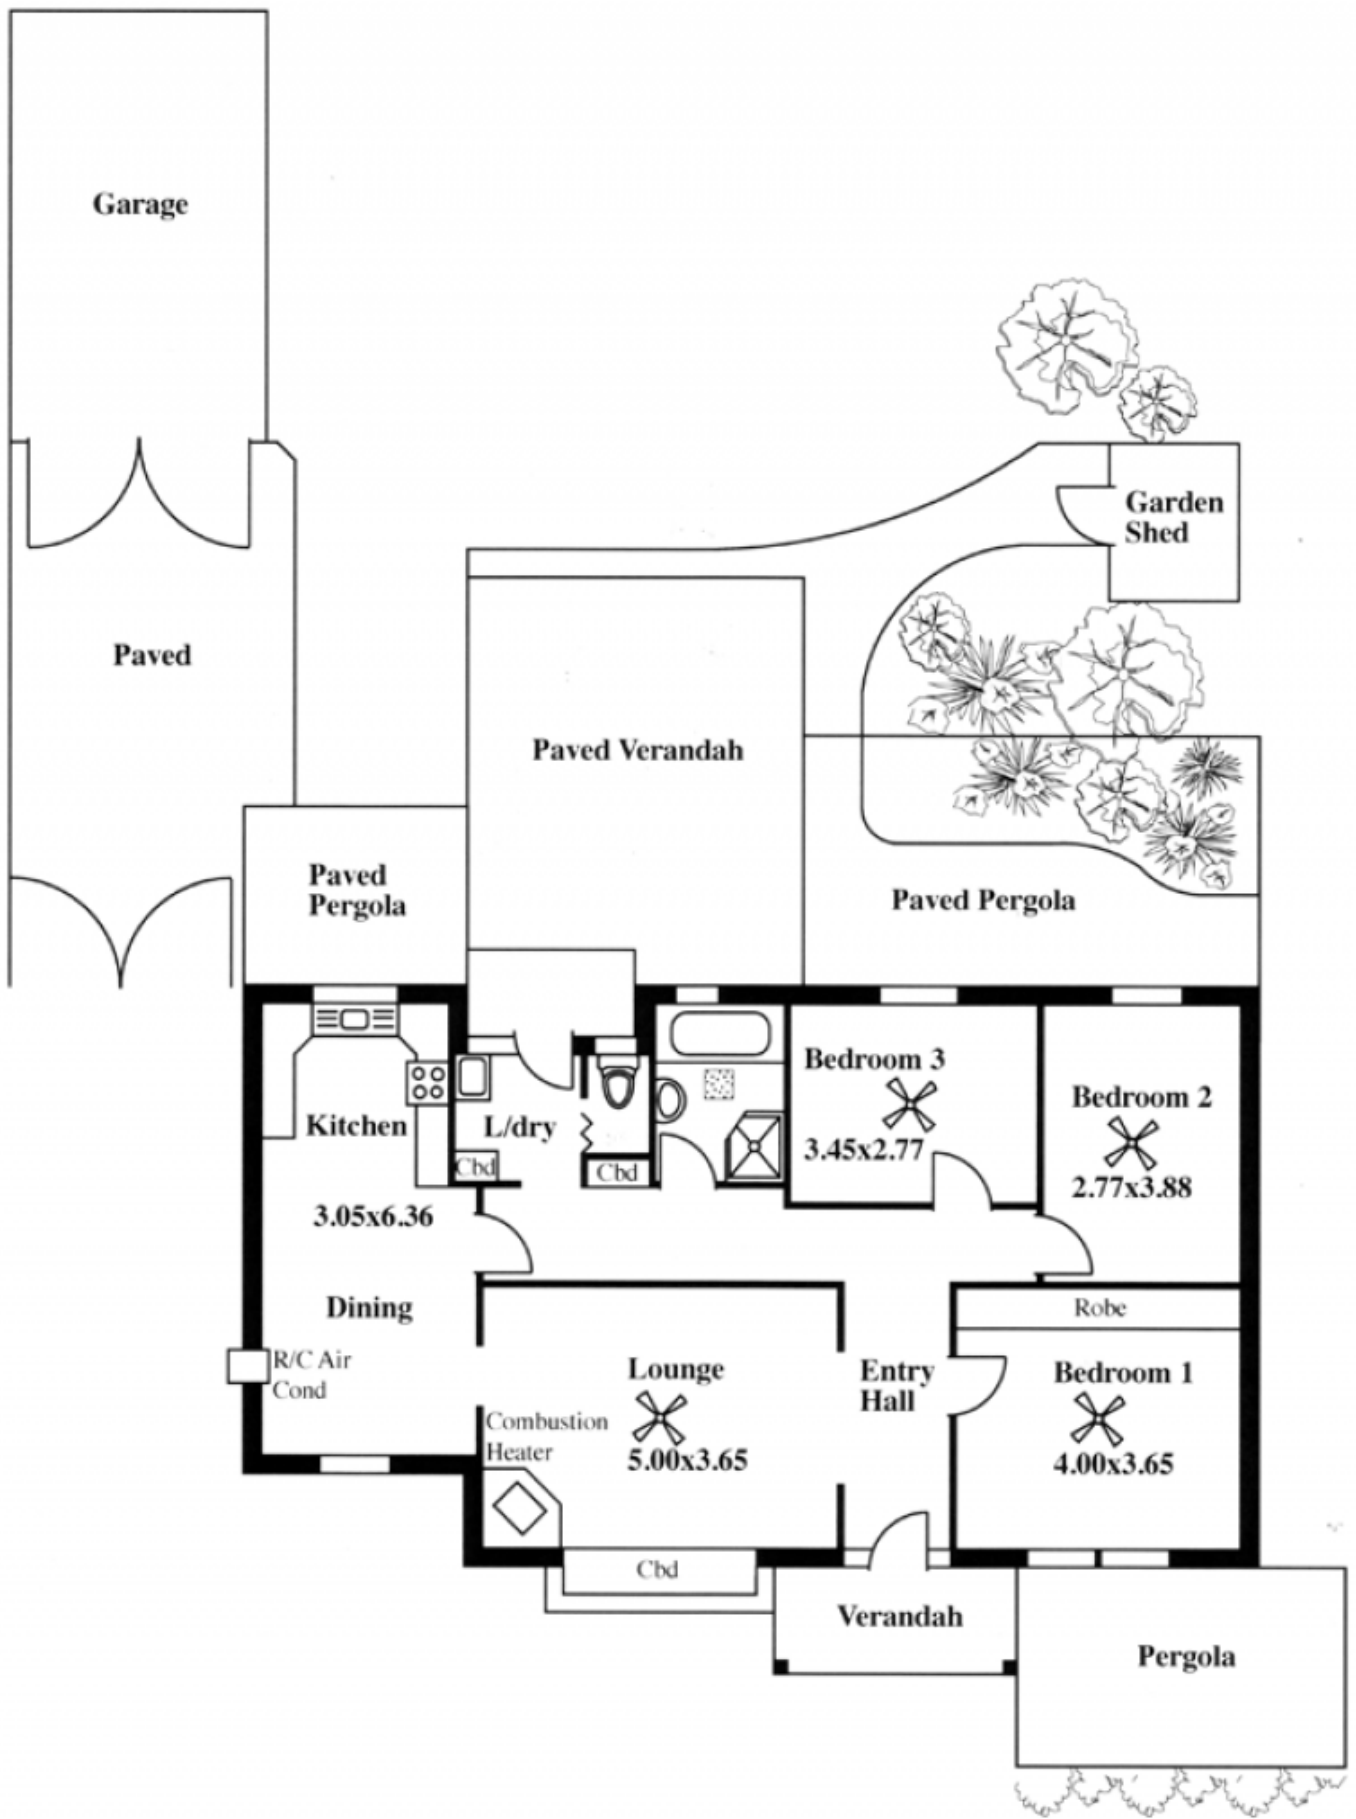 Garage
Garden
Shed
Paved
Paved Verandah
Paved
Pergola
Paved Pergola
Bedroom 3
3.45x2.77
Bedroom 2
2.77x3.88
Kitchen
L/dry
Cbd
Cbd
3.05x6.36
Dining
R/C Air
Cond
Lounge
5.00x3.65
Combustion
Heater
Entry
Hall
Robe
Bedroom 1
4.00x3.65
Cbd
Verandah
Pergola